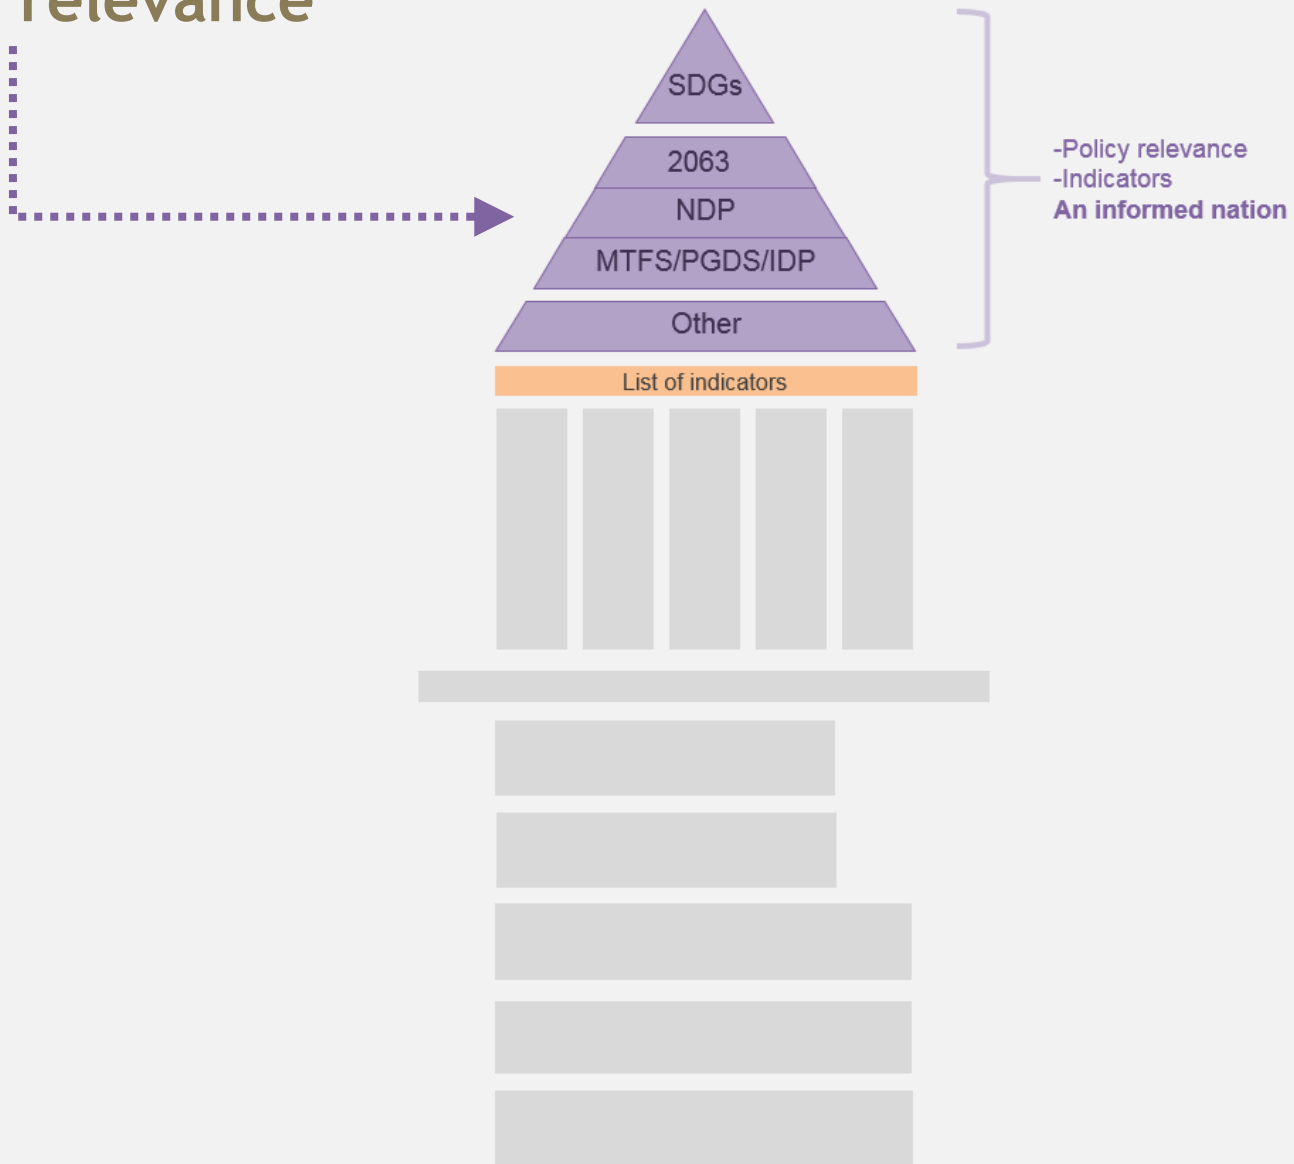 relevance
SDGs
2063
NDP
MTFS/PGDS/IDP
Other
List of indicators
-Policy relevance
-Indicators
An informed nation